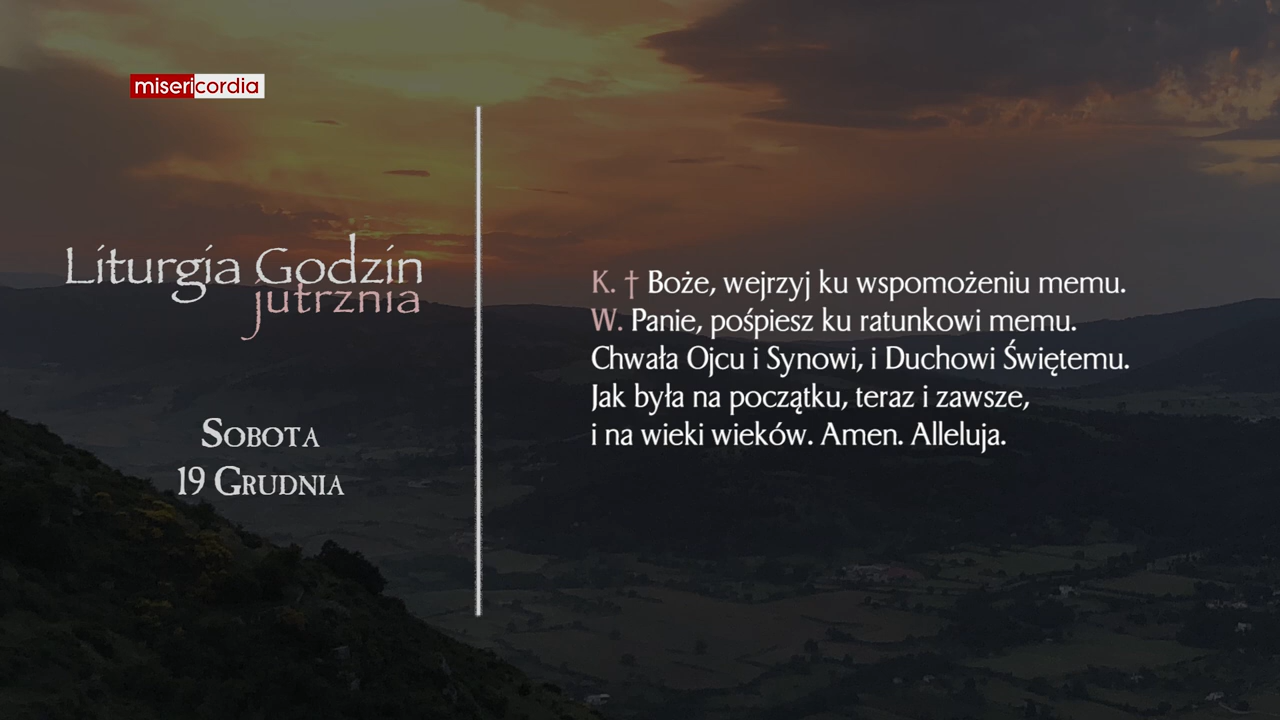 misericordia
Liturgia Godzin
jutrznia
Sobota
19 Grudnia
K. † Boże, wejrzyj ku wspomożeniu memu.
W. Panie, pośpiesz ku ratunkowi memu.
Chwała Ojcu i Synowi, i Duchowi Świętemu.
Jak była na początku, teraz i zawsze,
i na wieki wieków. Amen. Alleluja.